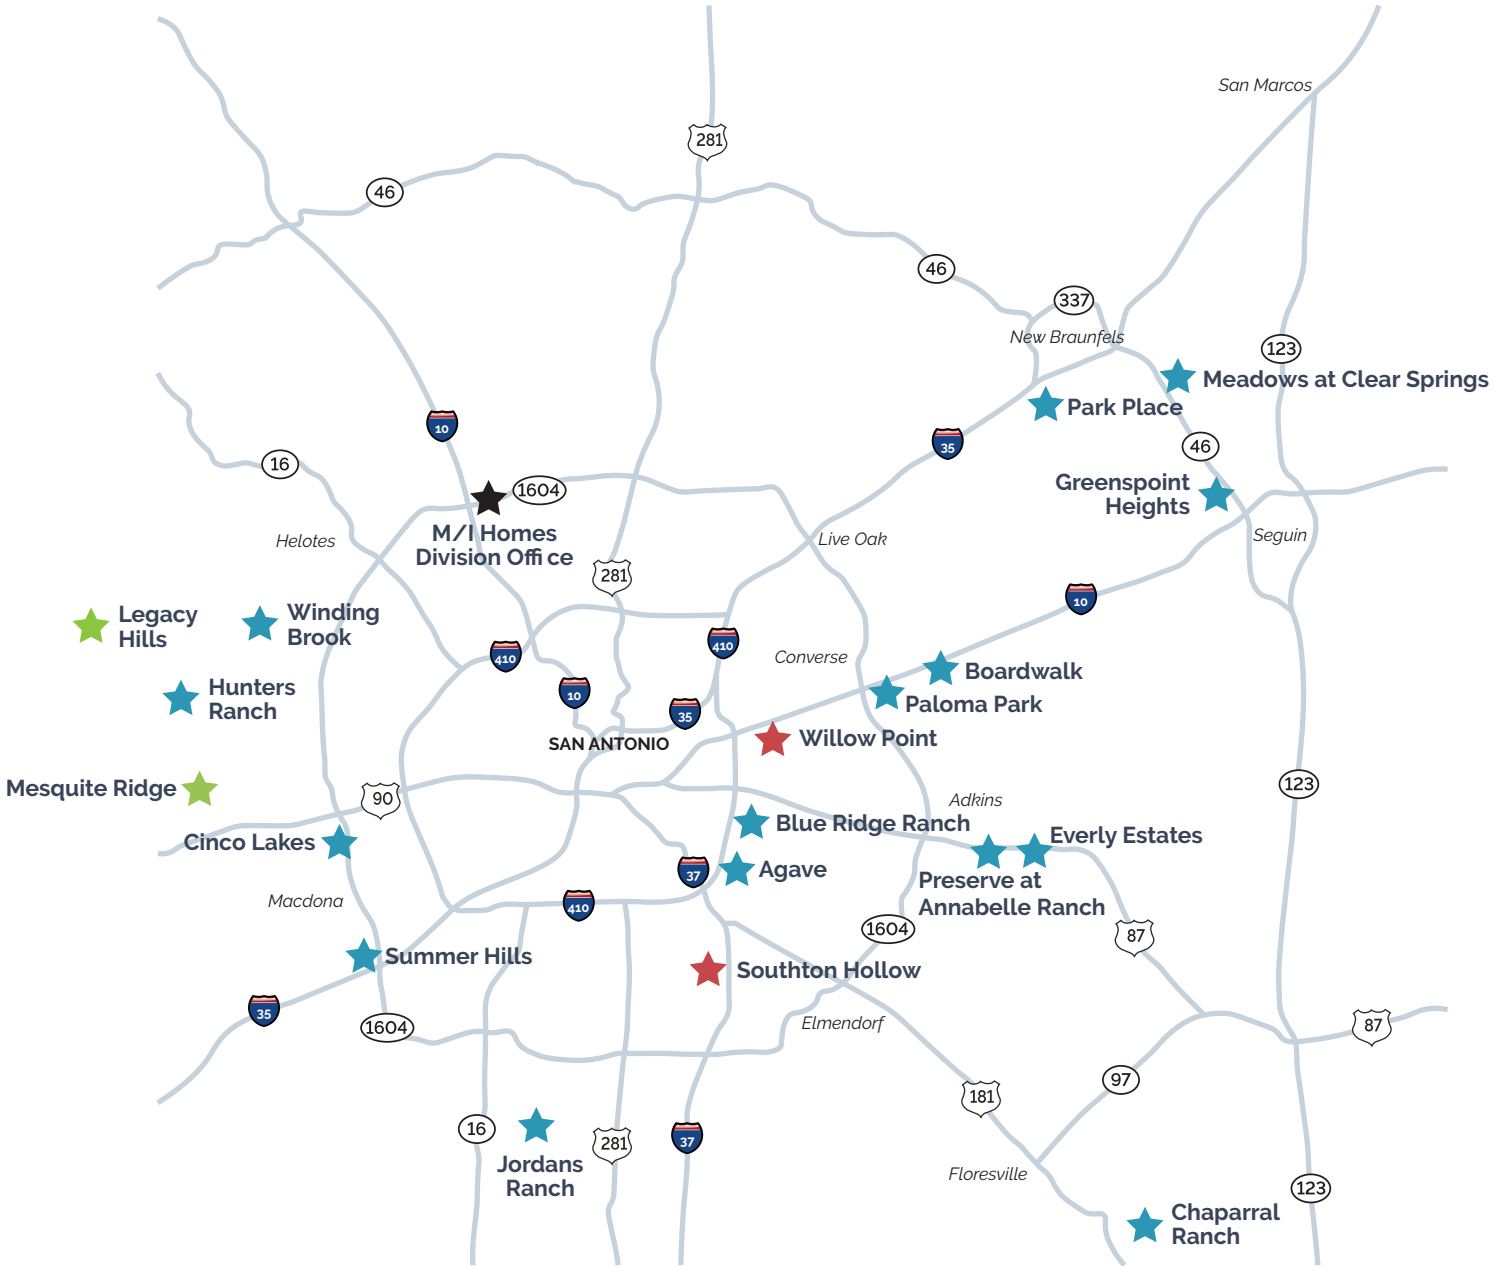 San Marcos
281
46
46
337
New Braunfels
123
Meadows at Clear Springs
Park Place
10
35
46
16
1604
Greenspoint
Heights
M/I Homes
Division Office
Helotes
Live Oak
Seguin
281
10
Legacy
Hills
Winding
Brook
410
410
Converse
Boardwalk
Hunters
Ranch
10
35
Paloma Park
SAN ANTONIO
Willow Point
Mesquite Ridge
90
123
Adkins
Cinco Lakes
Blue Ridge Ranch
Everly Estates
37
Agave
Preserve at
Annabelle Ranch
Macdona
410
1604
87
Summer Hills
Southton Hollow
35
1604
Elmendorf
87
97
181
16
281
37
Jordans
Ranch
Floresville
123
Chaparral
Ranch